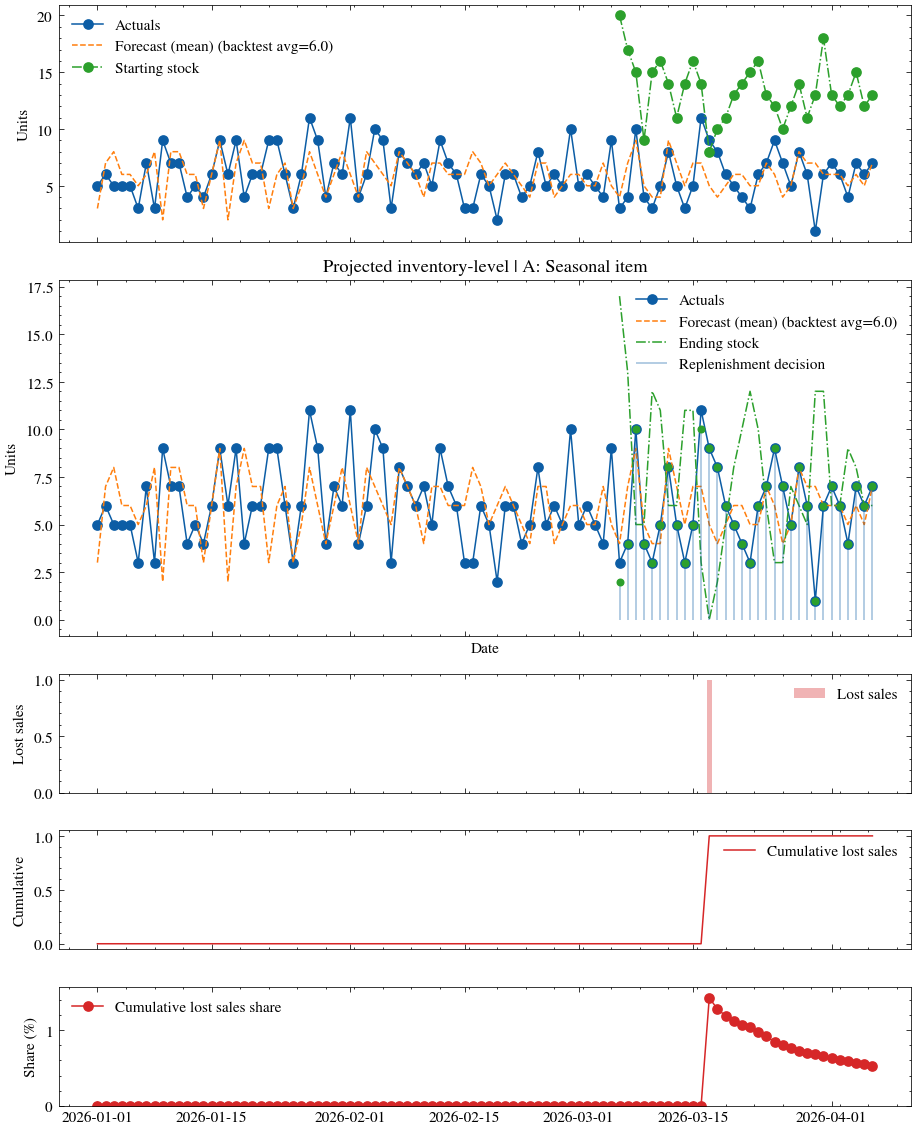 20
15
10
5
Units
Actuals
Forecast (mean) (backtest avg=6.0)
Starting stock
Projected inventory-level | A: Seasonal item
17.5
15.0
12.5
10.0
7.5
5.0
2.5
0.0
Units
Actuals
Forecast (mean) (backtest avg=6.0)
Ending stock
Replenishment decision
Date
1.0
0.5
0.0
Lost sales
Lost sales
1.0
0.5
0.0
Cumulative
Cumulative lost sales
1
0
Share (%)
Cumulative lost sales share
2026-01-01
2026-01-15
2026-02-01
2026-02-15
2026-03-01
2026-03-15
2026-04-01